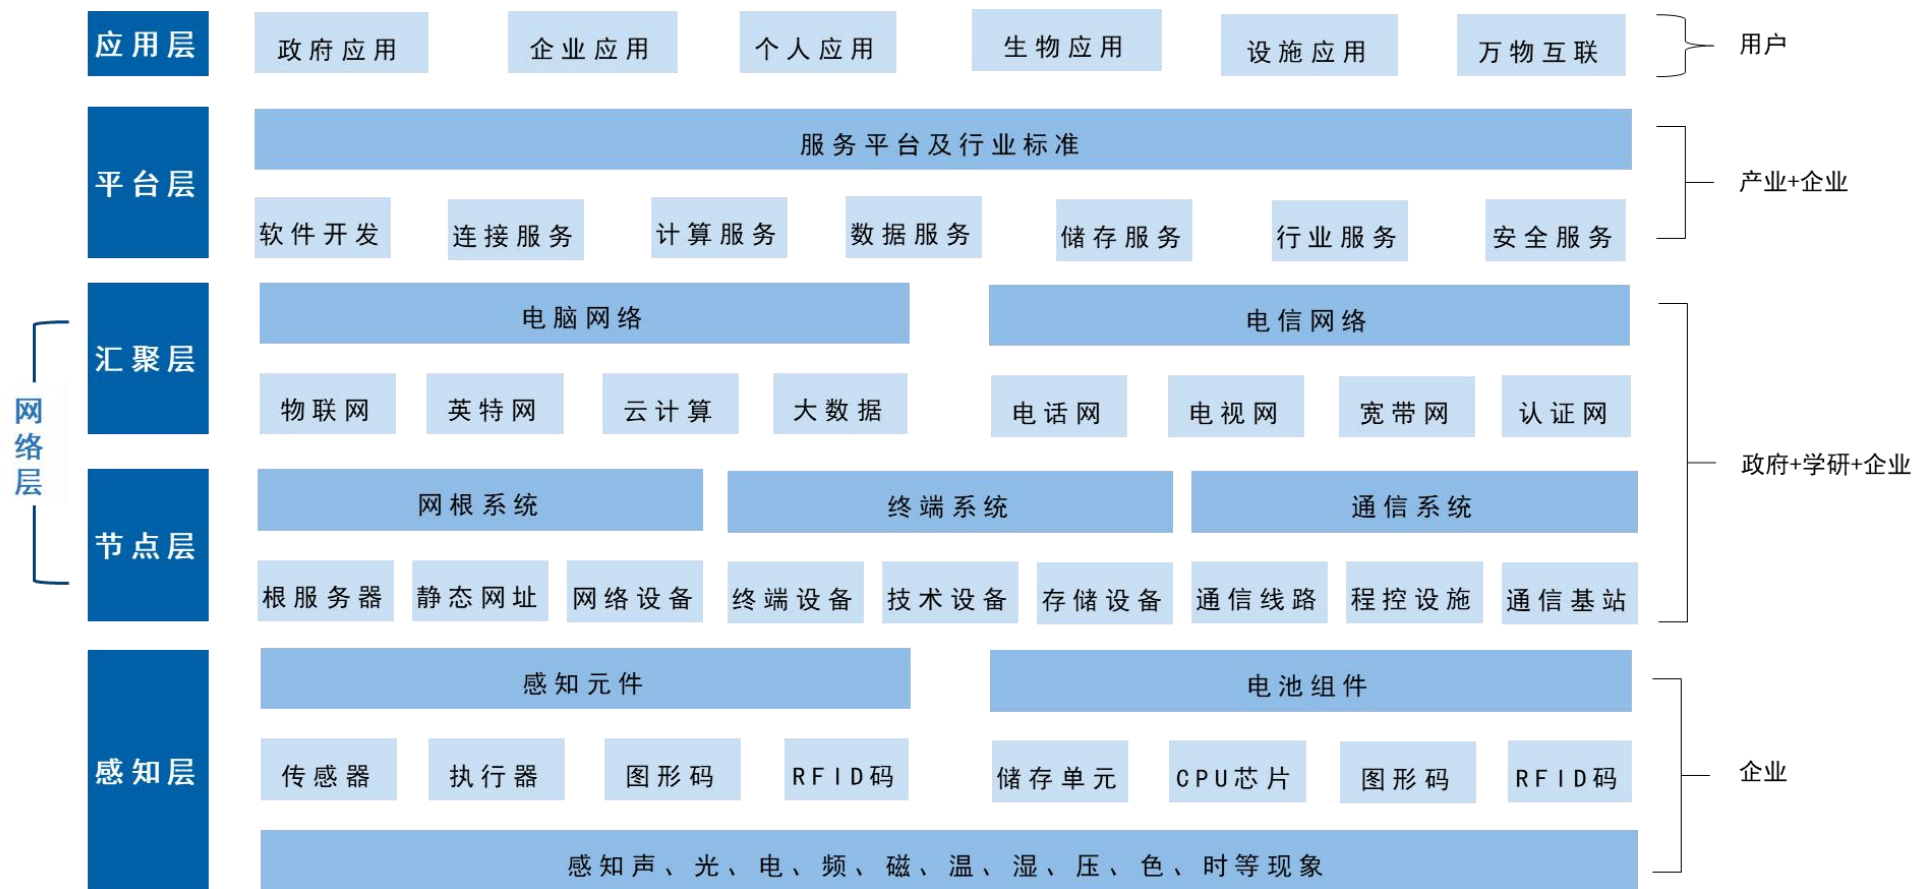 应用层
政府应用
企业应用
个人应用
生物应用
设施应用
万物互联
用户
平台层
服务平台及行业标准
软件开发
连接服务
计算服务
数据服务
储存服务
行业服务
安全服务
产业+企业
网络层
汇聚层
电脑网络
电信网络
物联网
英特网
云计算
大数据
电话网
电视网
宽带网
认证网
政府+学研+企业
节点层
网根系统
终端系统
通信系统
根服务器
静态网址
网络设备
终端设备
技术设备
存储设备
通信线路
程控设施
通信基站
感知层
感知元件
电池组件
传感器
执行器
图形码
RFID码
储存单元
CPU芯片
图形码
RFID码
企业
感知声、光、电、频、磁、温、湿、压、色、时等现象